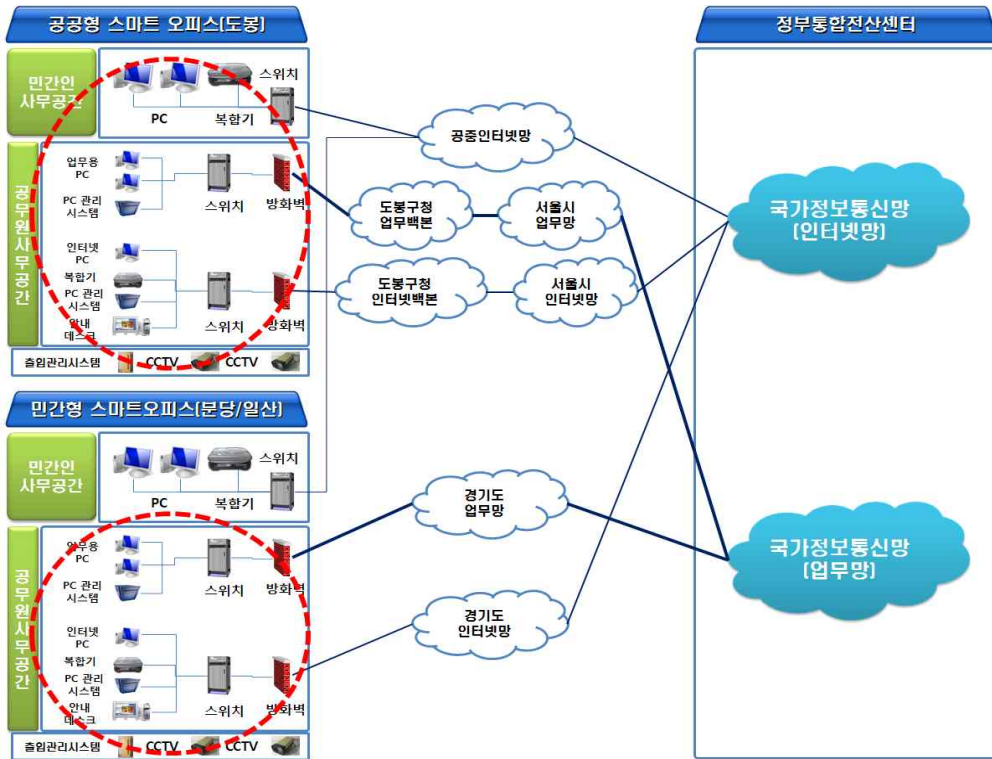 공공형 스마트 오피스(도봉)
정부통합전산센터
민간인
사무공간
스위치
PC
복합기
공무원사무공간
업무용
PC
PC 관리
시스템
스위치
방화벽
인터넷
PC
복합기
PC 관리
시스템
안내
데스크
스위치
방화벽
출입관리시스템
CCTV
CCTV
공중인터넷망
도봉구청
업무백본
서울시
업무망
도봉구청
인터넷백본
서울시
인터넷망
국가정보통신망
(인터넷망)
민간형 스마트오피스(분당/일산)
민간인
사무공간
스위치
PC
복합기
공무원사무공간
업무용
PC
PC 관리
시스템
스위치
방화벽
인터넷
PC
복합기
PC 관리
시스템
안내
데스크
스위치
방화벽
출입관리시스템
CCTV
CCTV
경기도
업무망
경기도
인터넷망
국가정보통신망
(업무망)